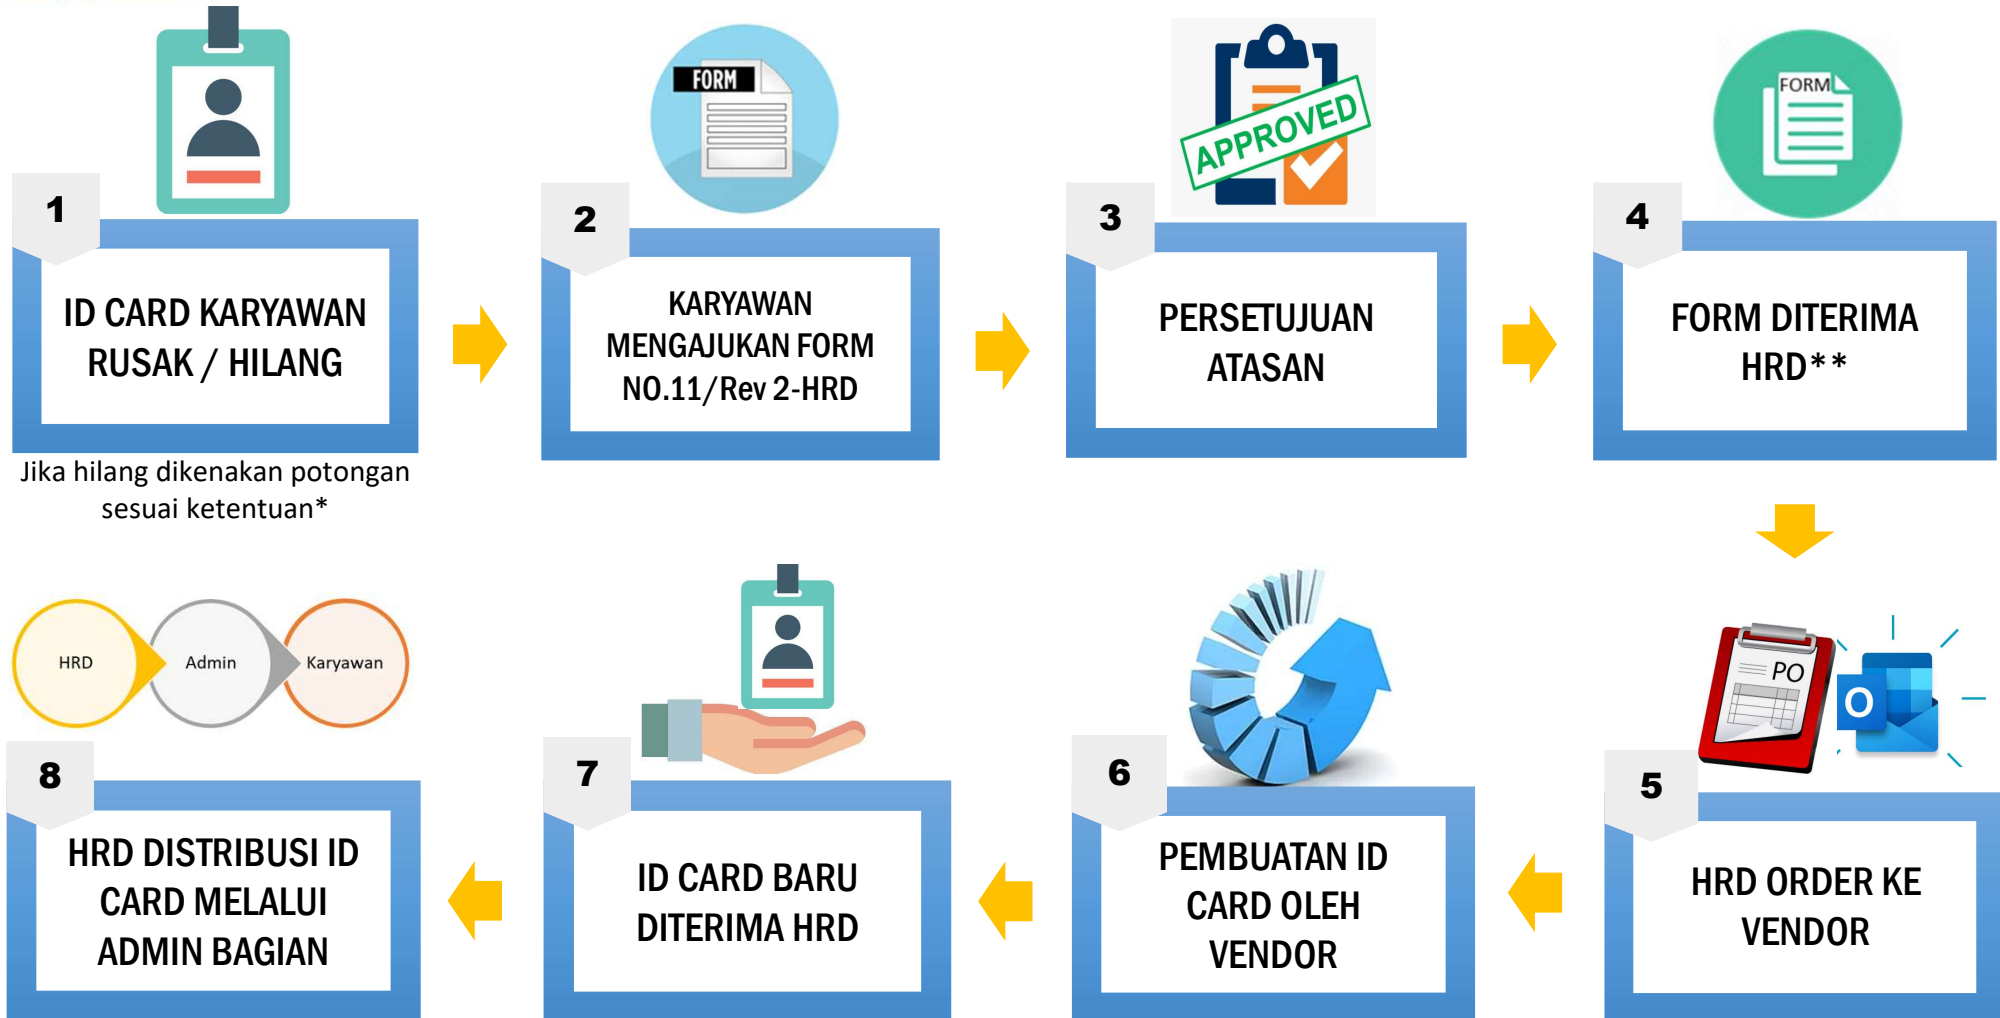 1
ID CARD KARYAWAN
RUSAK / HILANG
Jika hilang dikenakan potongan
sesuai ketentuan*
FORM
2
KARYAWAN
MENGAJUKAN FORM
NO.11/Rev 2-HRD
APPROVED
3
PERSETUJUAN
ATASAN
FORM
4
FORM DITERIMA
HRD**
PO
O
5
HRD ORDER KE
VENDOR
6
PEMBUATAN ID
CARD OLEH
VENDOR
7
ID CARD BARU
DITERIMA HRD
HRD
Admin
Karyawan
8
HRD DISTRIBUSI ID
CARD MELALUI
ADMIN BAGIAN